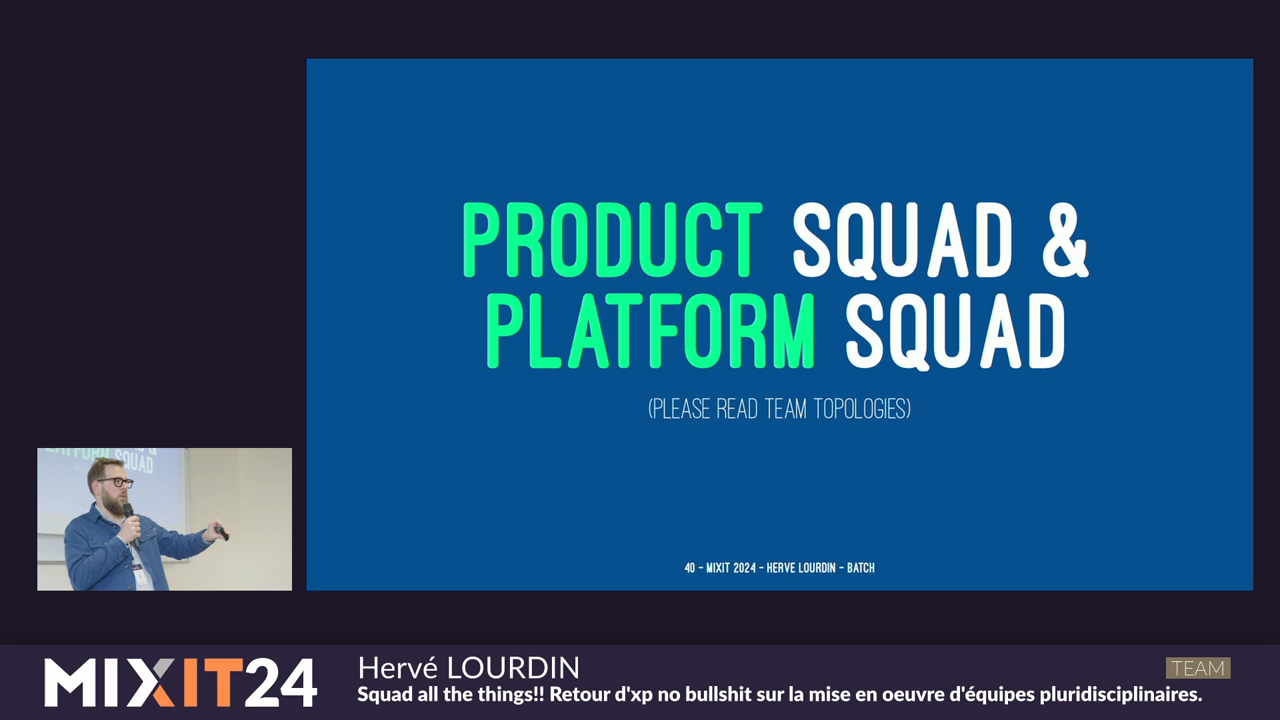 PRODUCT SQUAD &
PLATFORM SQUAD
(PLEASE READ TEAM TOPOLOGIES)
40 - MIXIT 2024 - HERVE LOURDIN - BATCH
SQUAD
MIXIT24
Hervé LOURDIN
TEAM
Squad all the things!! Retour d'xp no bullshit sur la mise en oeuvre d'équipes pluridisciplinaires.